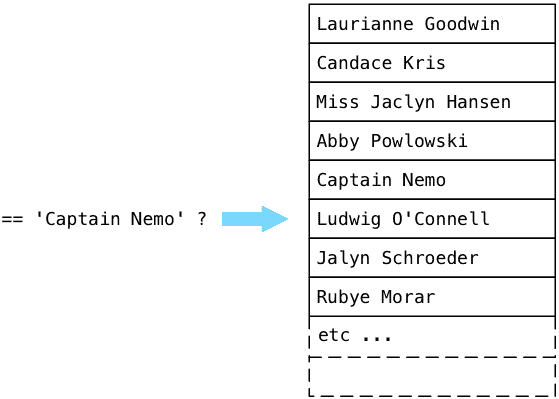 Laurianne Goodwin
Candace Kris
Miss Jaclyn Hansen
Abby Powlowski
Captain Nemo
== 'Captain Nemo' ?
Ludwig O'Connell
Jalyn Schroeder
Rubye Morar
etc ...